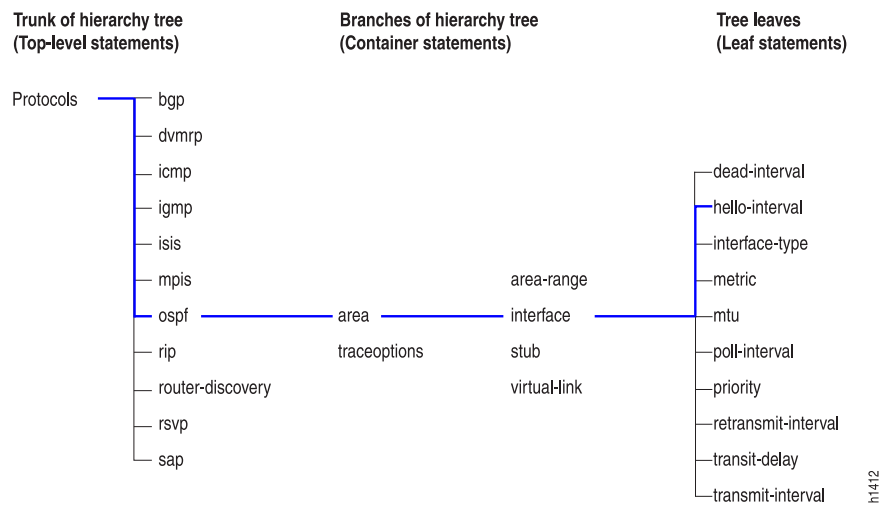 Trunk of hierarchy tree
(Top-level statements)
Branches of hierarchy tree
(Container statements)
Tree leaves
(Leaf statements)
Protocols
bgp
dvmrp
icmp
igmp
isis
mpis
ospf
rip
router-discovery
rsvp
sap
area
traceoptions
area-range
interface
stub
virtual-link
dead-interval
hello-interval
interface-type
metric
mtu
poll-interval
priority
retransmit-interval
transit-delay
transmit-interval
h1412